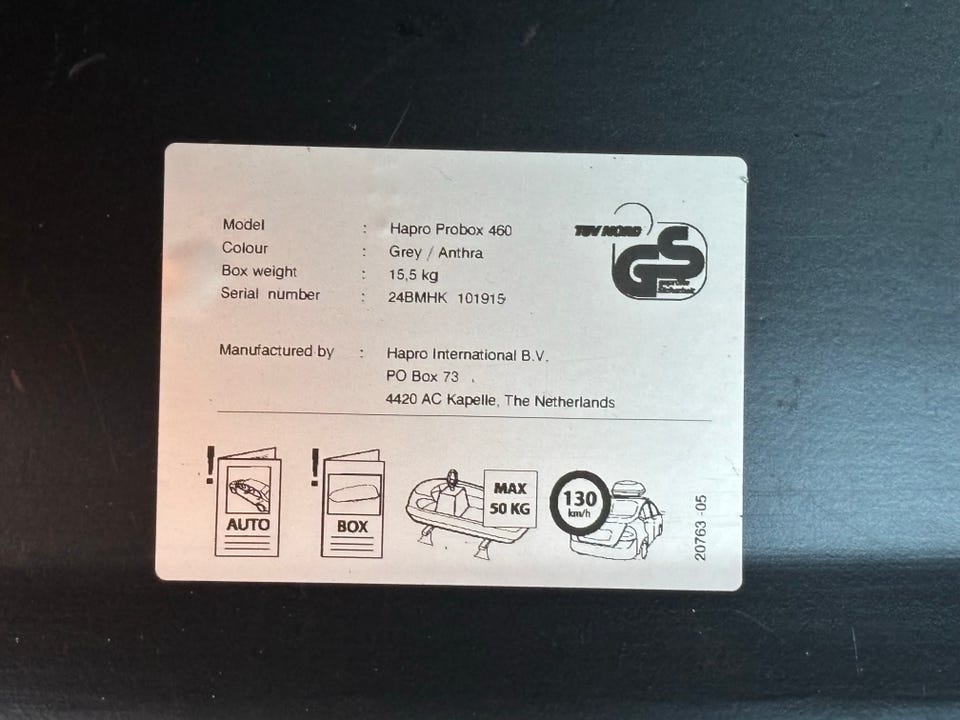 Model : Hapro Probox 460
Colour : Grey / Anthra
Box weight : 15,5 kg
Serial number : 24BMHK 101915
TÜV NORD
GS
Manufactured by : Hapro International B.V.
PO Box 73
4420 AC Kapelle, The Netherlands
! AUTO
! BOX
MAX
50 KG
130
km/h
20763 -05